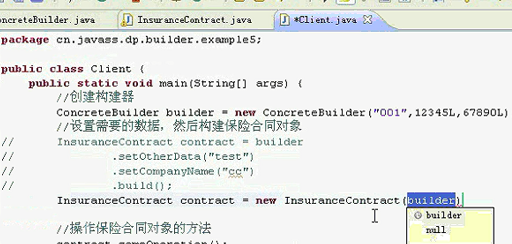 ConcreteBuilder.java InsuranceContract.java *Client.java
package cn.javass.dp.builder.example5;
public class Client {
public static void main(String[] args) {
//创建构建器
ConcreteBuilder builder = new ConcreteBuilder("001",12345L,67890L)
//设置需要的数据，然后构建保险合同对象
// InsuranceContract contract = builder
// .setOtherData("test")
// .setCompanyName("cc")
// .build();
InsuranceContract contract = new InsuranceContract(builder)
builder
//操作保险合同对象的方法
null
contract.someOperation();